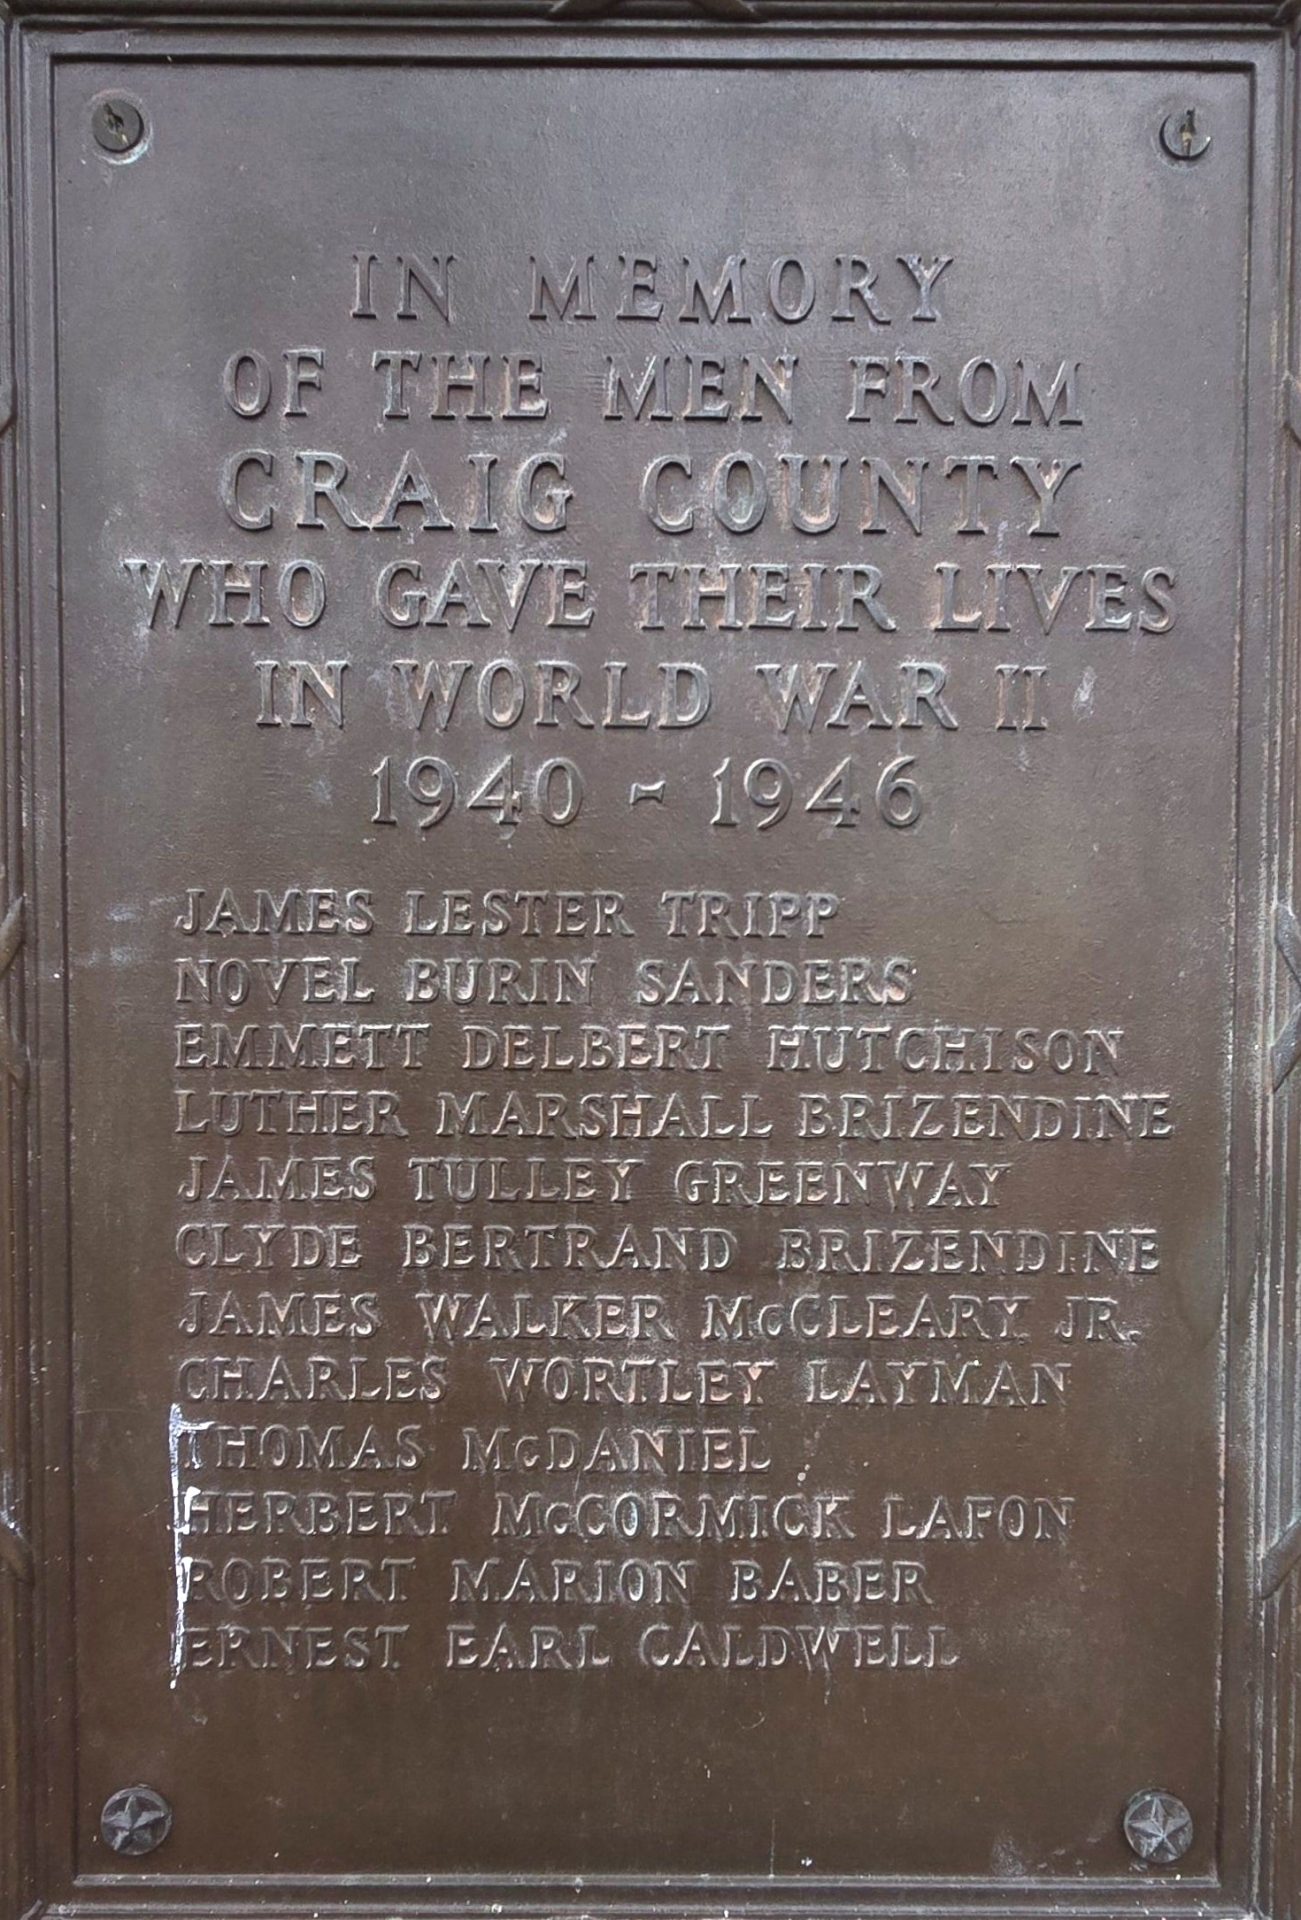 IN MEMORY
OF THE MEN FROM
CRAIG COUNTY
WHO GAVE THEIR LIVES
IN WORLD WAR II
1940 - 1946
JAMES LESTER TRIPP
NOVEL BURIN SANDERS
EMMETT DELBERT HUTCHISON
LUTHER MARSHALL BRIZENDINE
JAMES TULLEY GREENWAY
CLYDE BERTRAND BRIZENDINE
JAMES WALKER McCLEARY JR.
CHARLES WORTLEY LAYMAN
THOMAS McDANIEL
HERBERT McCORMICK LAFON
ROBERT MARION BABER
ERNEST EARL CALDWELL